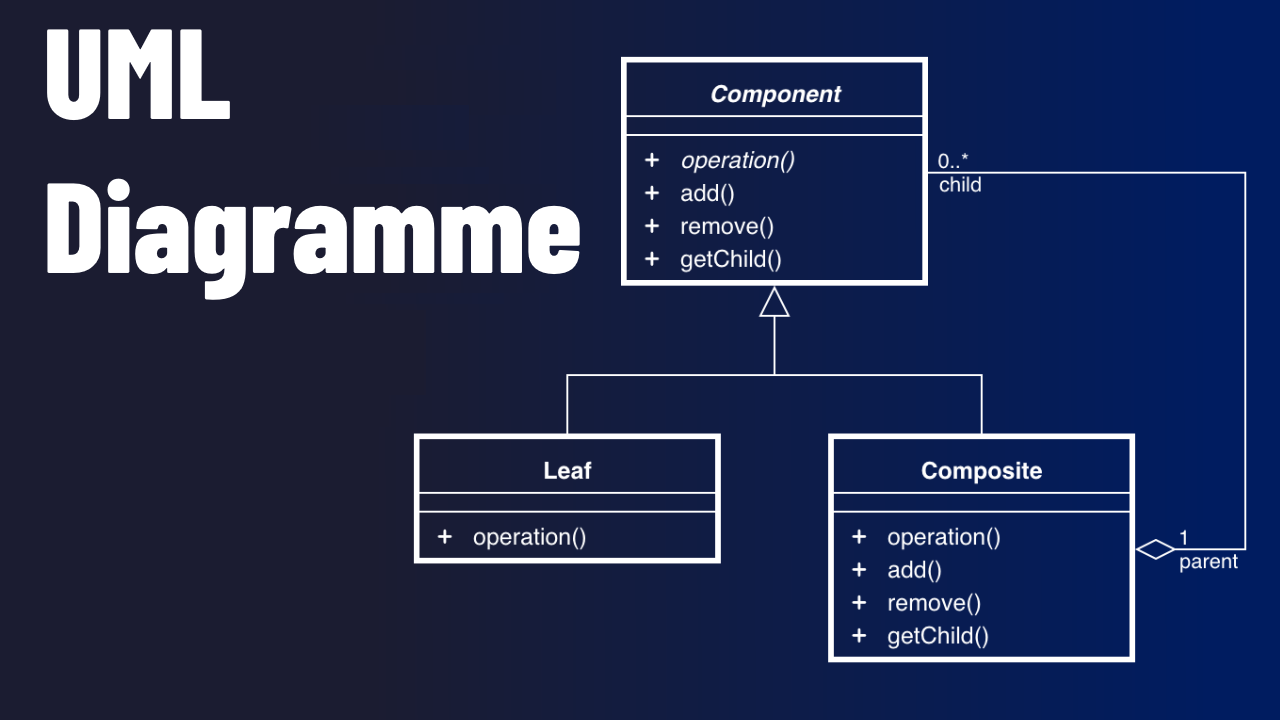 UML
Diagramme
Component
+ operation()
+ add()
+ remove()
+ getChild()
0..*
child
Leaf
+ operation()
Composite
+ operation()
+ add()
+ remove()
+ getChild()
1
parent